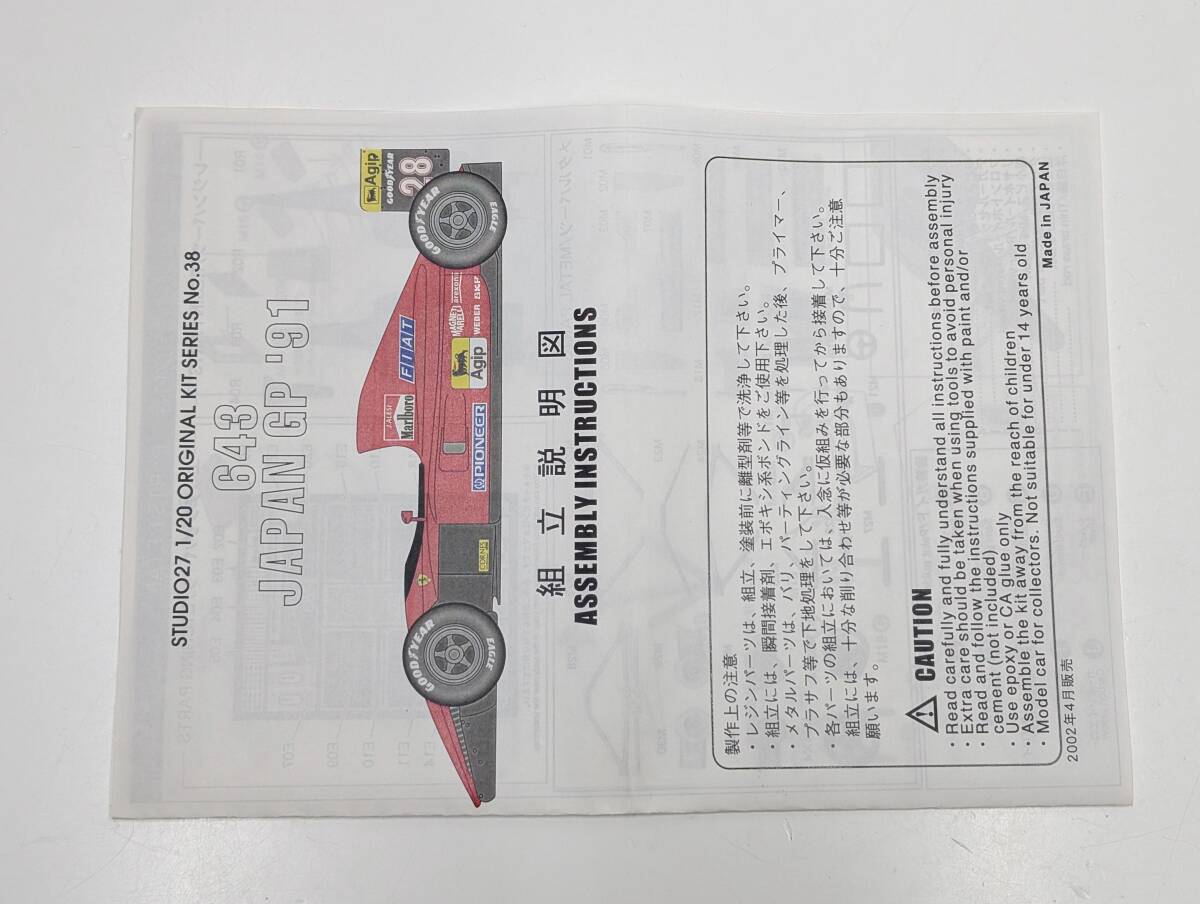 STUDIO27 1/20 ORIGINAL KIT SERIES No.38
643
JAPAN GP '91
Agip
GOODYEAR
28
GOODYEAR
EAGLE
FIAT
MAGNETI MARELLI
arexons
WEBER
SKF
Agip
J.ALESI
Marlboro
PIONEER
GOODYEAR
EAGLE
組立説明図
ASSEMBLY INSTRUCTIONS
製作上の注意
・レジンパーツは、組立、塗装前に離型剤等で洗浄して下さい。
・組立には、瞬間接着剤、エポキシ系ボンドをご使用下さい。
・メタルパーツは、バリ、パーティングライン等を処理した後、プライマー、
プラサフ等で下地処理をして下さい。
・各パーツの組立においては、入念に仮組みを行ってから接着して下さい。
組立には、十分な削り合わせ等が必要な部分もありますので、十分ご注意
願います。
CAUTION
・Read carefully and fully understand all instructions before assembly
・Extra care should be taken when using tools to avoid personal injury
・Read and follow the instructions supplied with paint and/or
cement (not included)
・Use epoxy or CA glue only
・Assemble the kit away from the reach of children
・Model car for collectors. Not suitable for under 14 years old
2002年4月販売
Made in JAPAN